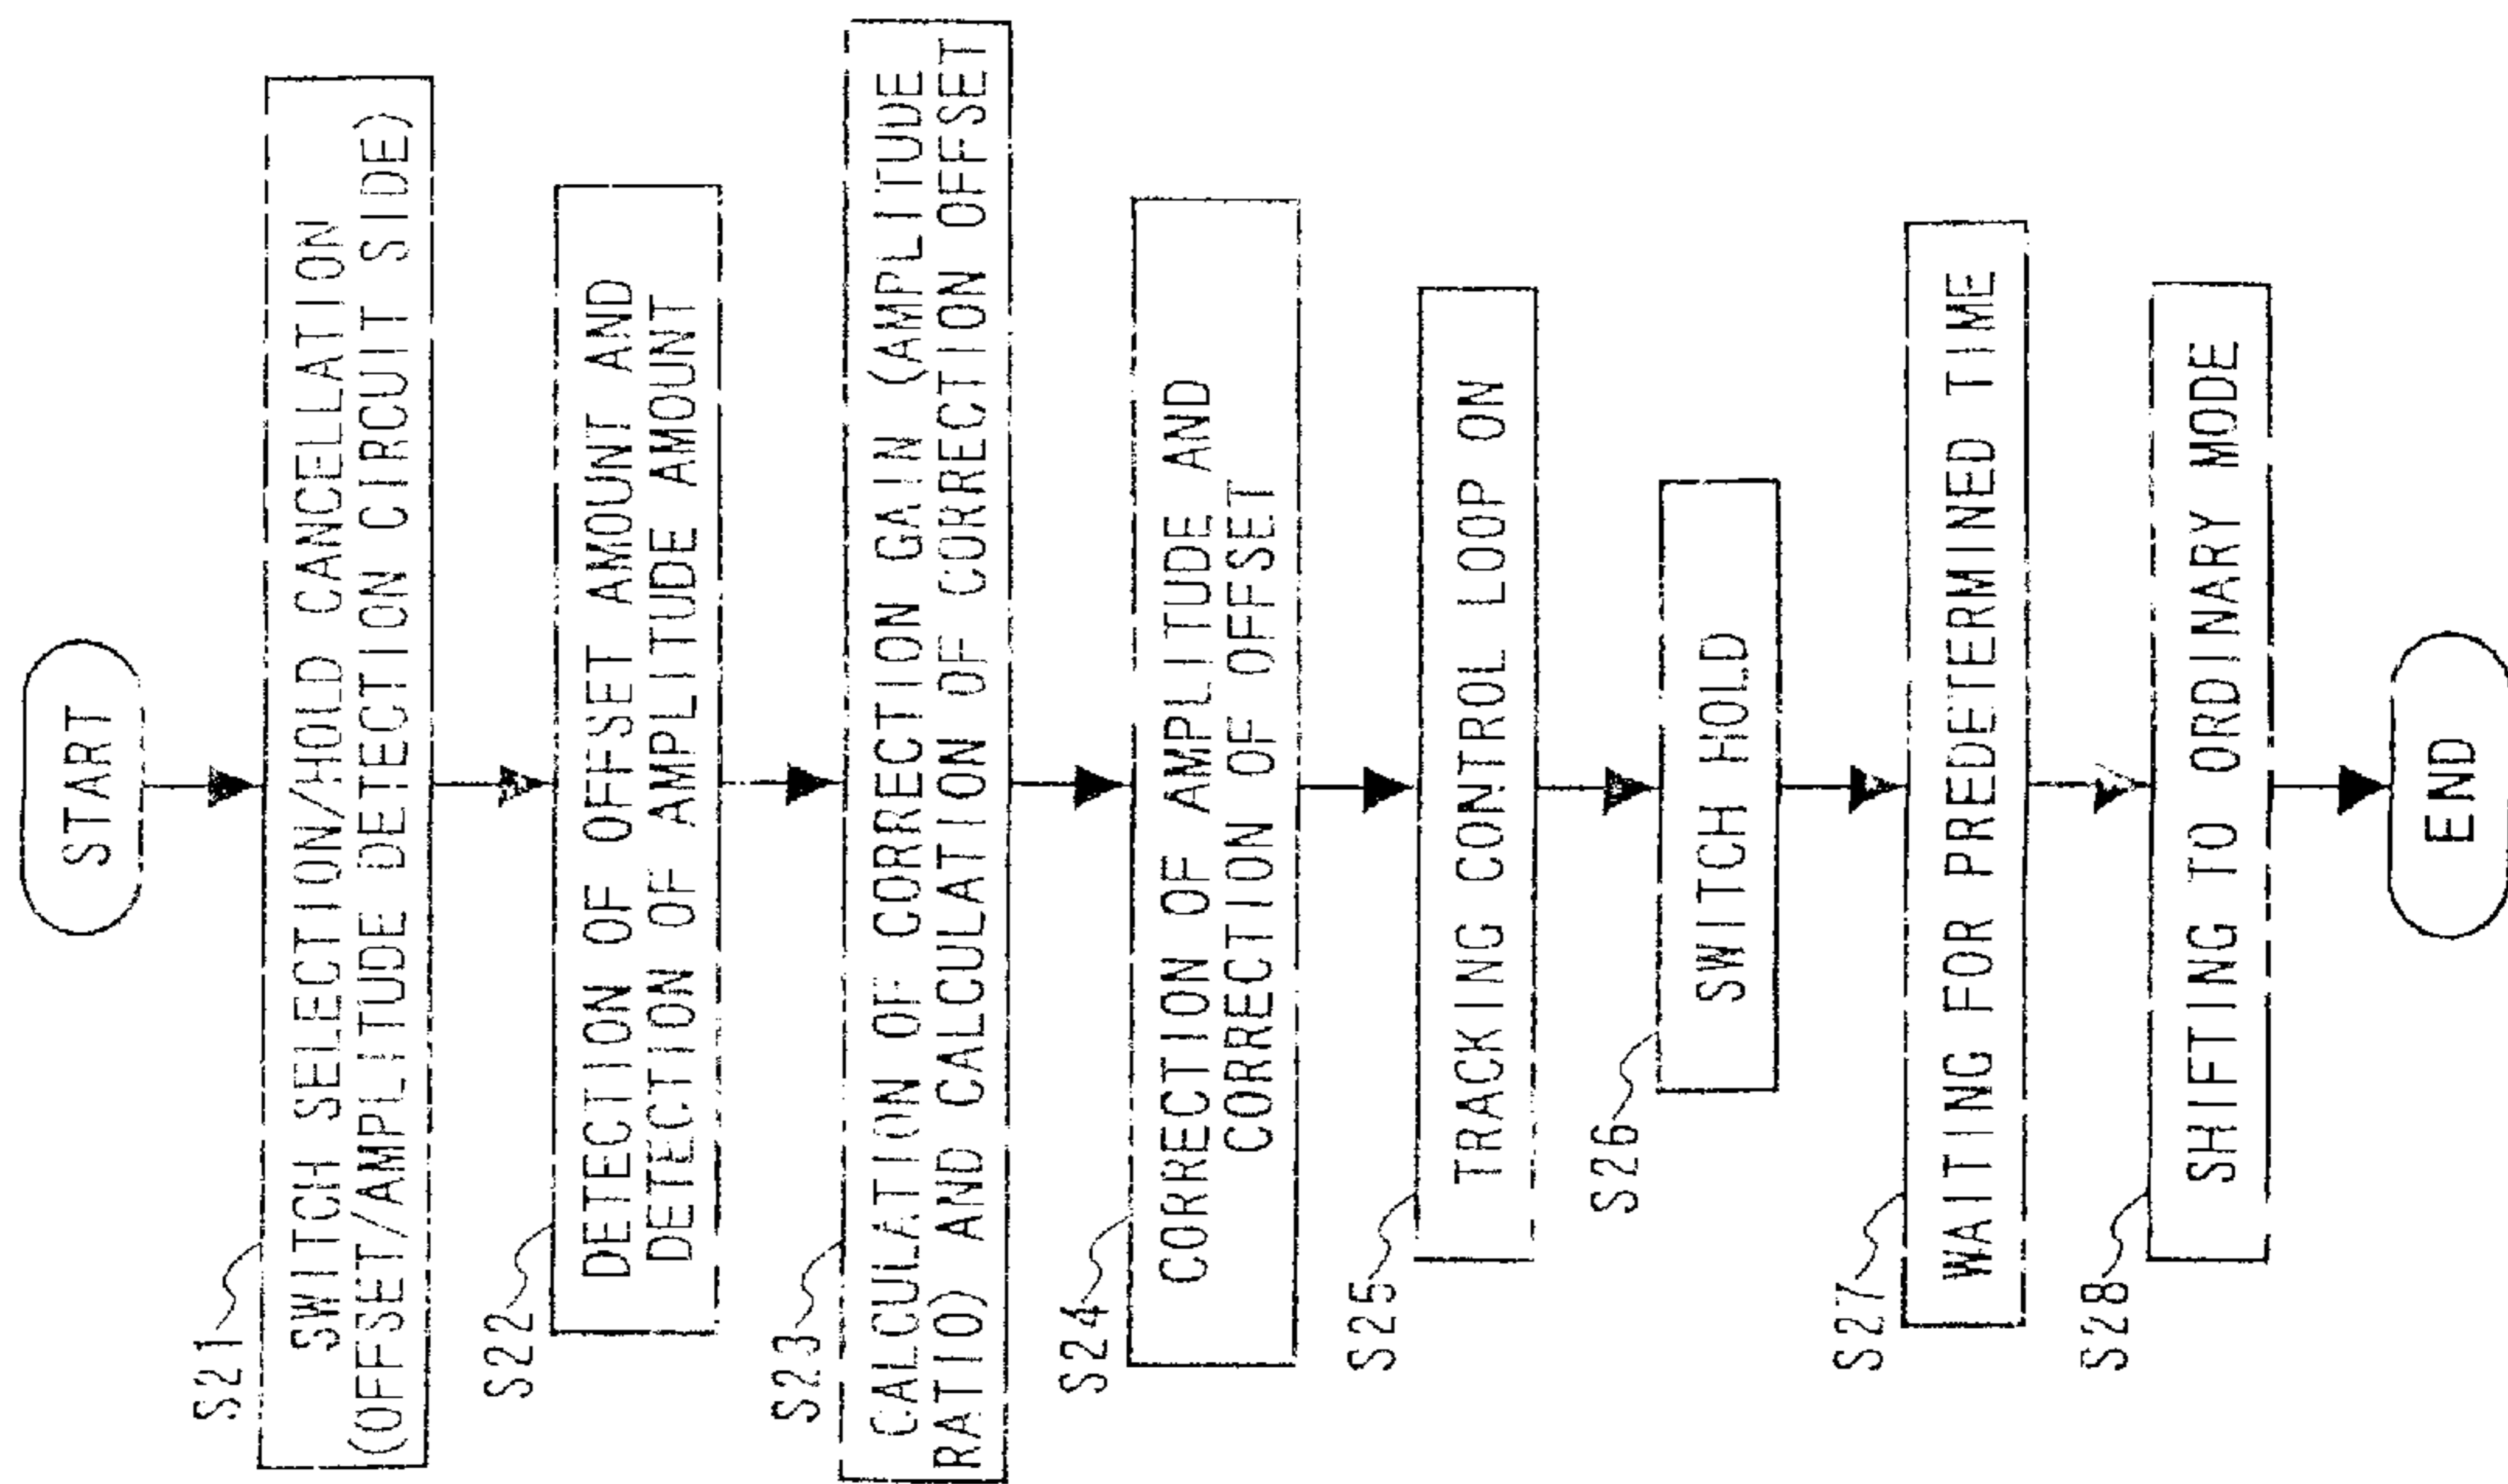 START
S21
SWITCH SELECTION/HOLD CANCELLATION
(OFFSET/AMPLITUDE DETECTION CIRCUIT SIDE)
S22
DETECTION OF OFFSET AMOUNT AND
DETECTION OF AMPLITUDE AMOUNT
S23
CALCULATION OF CORRECTION GAIN (AMPLITUDE
RATIO) AND CALCULATION OF CORRECTION OFFSET
S24
CORRECTION OF AMPLITUDE AND
CORRECTION OF OFFSET
S25
TRACKING CONTROL LOOP ON
S26
SWITCH HOLD
S27
WAITING FOR PREDETERMINED TIME
S28
SHIFTING TO ORDINARY MODE
END